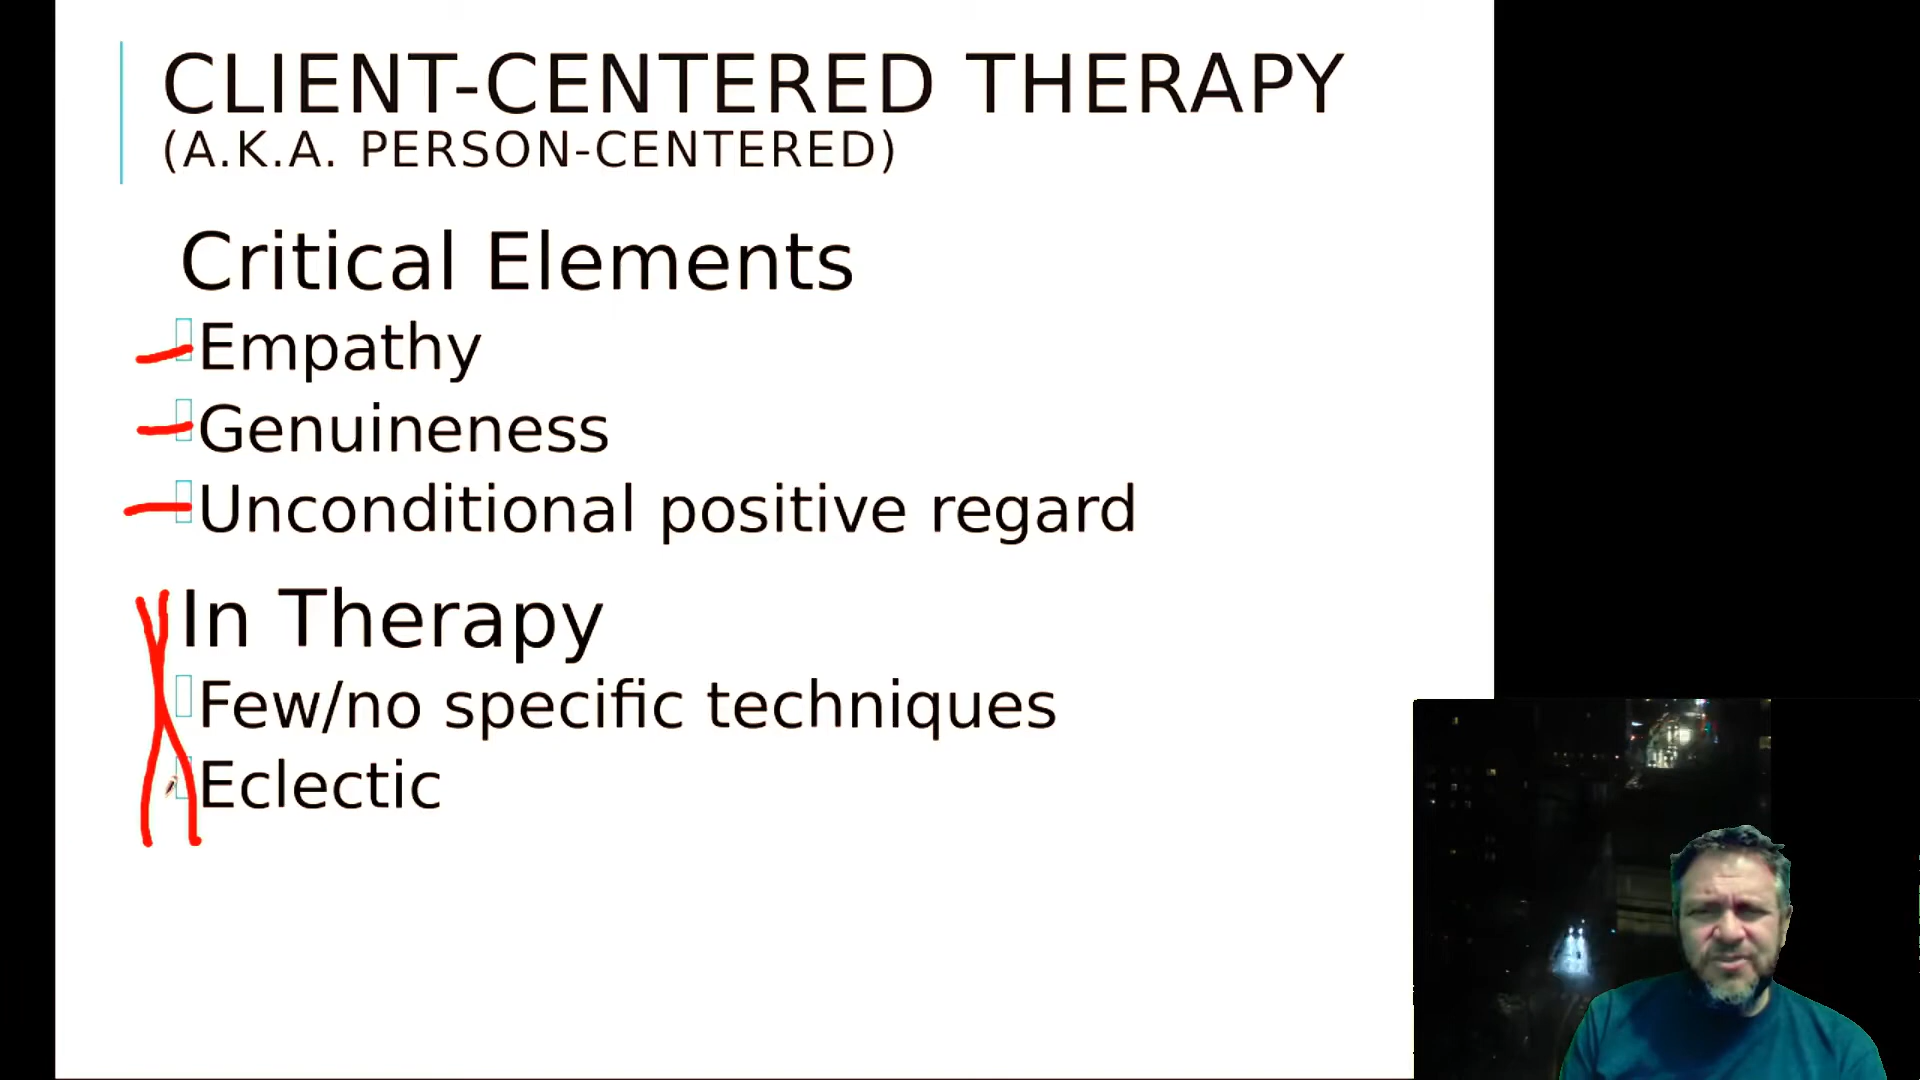 CLIENT-CENTERED THERAPY
(A.K.A. PERSON-CENTERED)
Critical Elements
Empathy
Genuineness
Unconditional positive regard
In Therapy
Few/no specific techniques
Eclectic